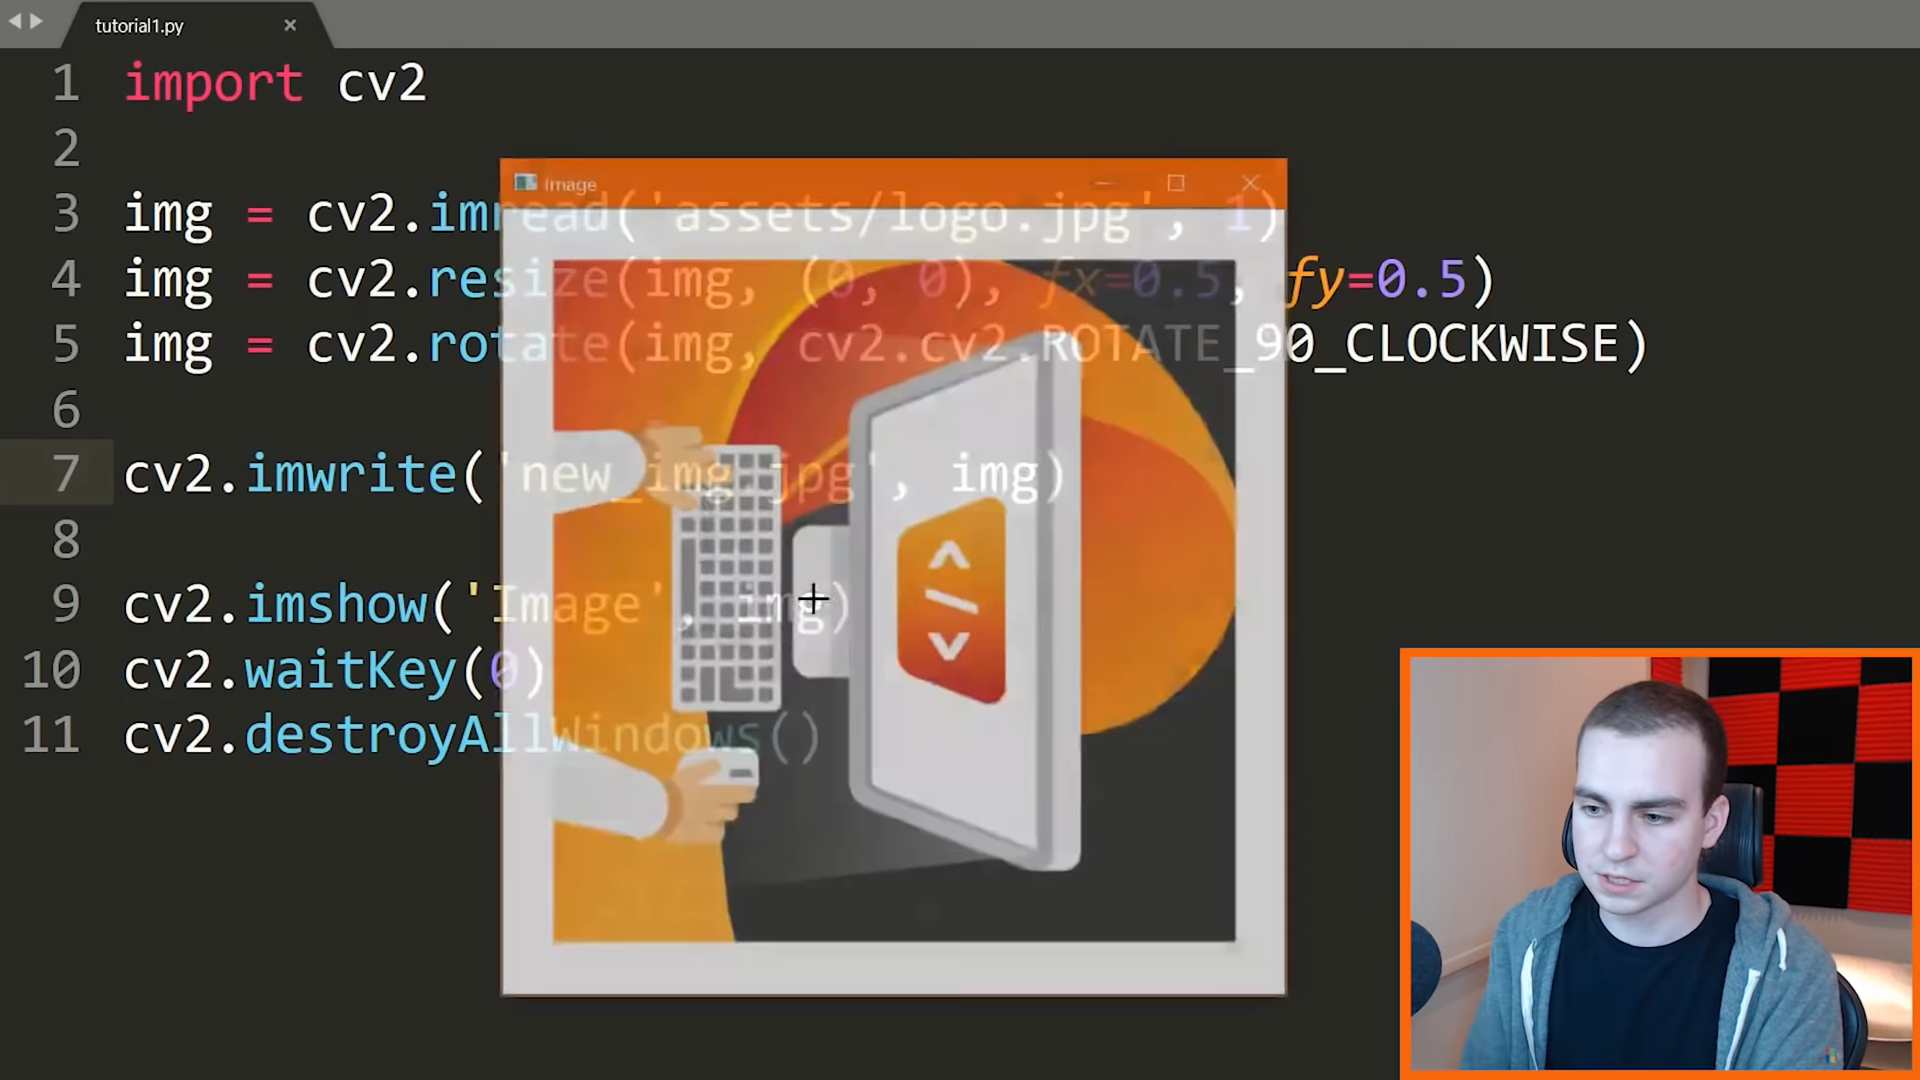 tutorial1.py
1 import cv2
2
3 img = cv2.imread('assets/logo.jpg', 1)
4 img = cv2.resize(img, (0, 0), fx=0.5, fy=0.5)
5 img = cv2.rotate(img, cv2.cv2.ROTATE_90_CLOCKWISE)
6
7 cv2.imwrite('new_img.jpg', img)
8
9 cv2.imshow('Image', img)
10 cv2.waitKey(0)
11 cv2.destroyAllWindows()
Image